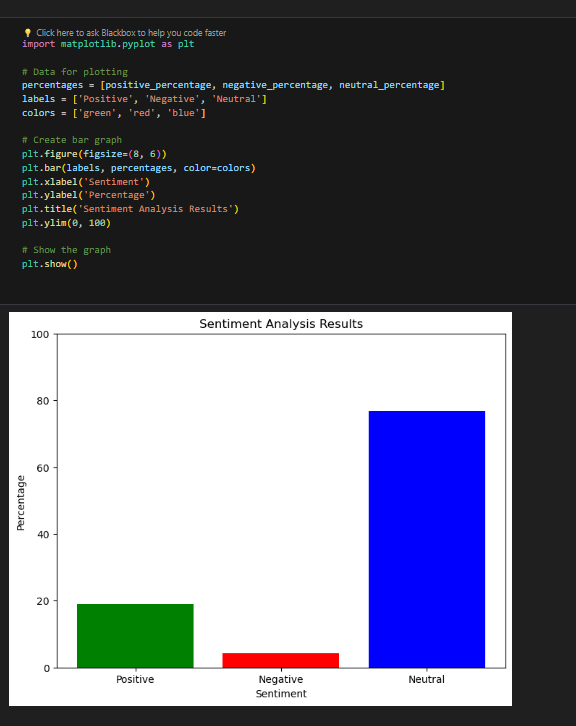 💡 Click here to ask Blackbox to help you code faster
import matplotlib.pyplot as plt
# Data for plotting
percentages = [positive_percentage, negative_percentage, neutral_percentage]
labels = ['Positive', 'Negative', 'Neutral']
colors = ['green', 'red', 'blue']
# Create bar graph
plt.figure(figsize=(8, 6))
plt.bar(labels, percentages, color=colors)
plt.xlabel('Sentiment')
plt.ylabel('Percentage')
plt.title('Sentiment Analysis Results')
plt.ylim(0, 100)
# Show the graph
plt.show()
Sentiment Analysis Results
100
80
60
40
20
0
Percentage
Positive Negative Neutral
Sentiment